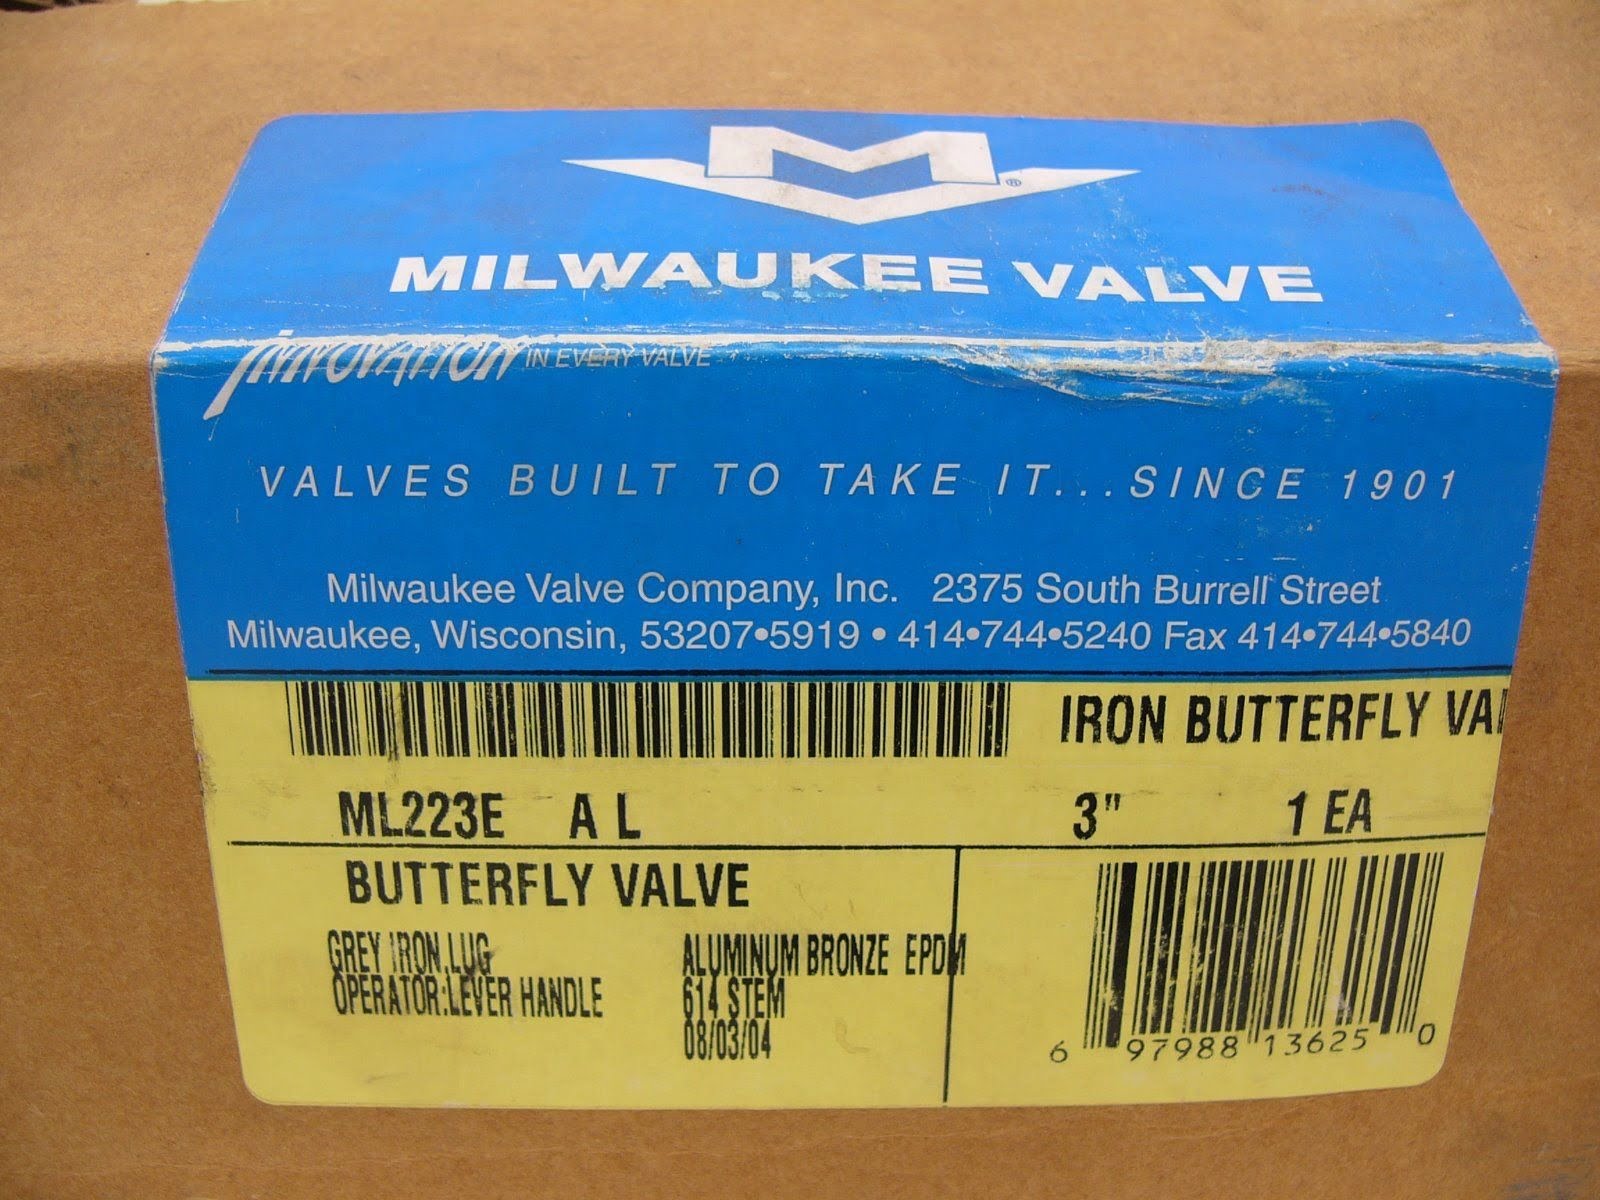 M ®
MILWAUKEE VALVE
INNOVATION IN EVERY VALVE
VALVES BUILT TO TAKE IT...SINCE 1901
Milwaukee Valve Company, Inc. 2375 South Burrell Street
Milwaukee, Wisconsin, 53207•5919 • 414•744•5240 Fax 414•744•5840
IRON BUTTERFLY VA
ML223E A L 3" 1 EA
BUTTERFLY VALVE
GREY IRON,LUG ALUMINUM BRONZE EPDM
OPERATOR:LEVER HANDLE 614 STEM
08/03/04
6 97988 13625 0